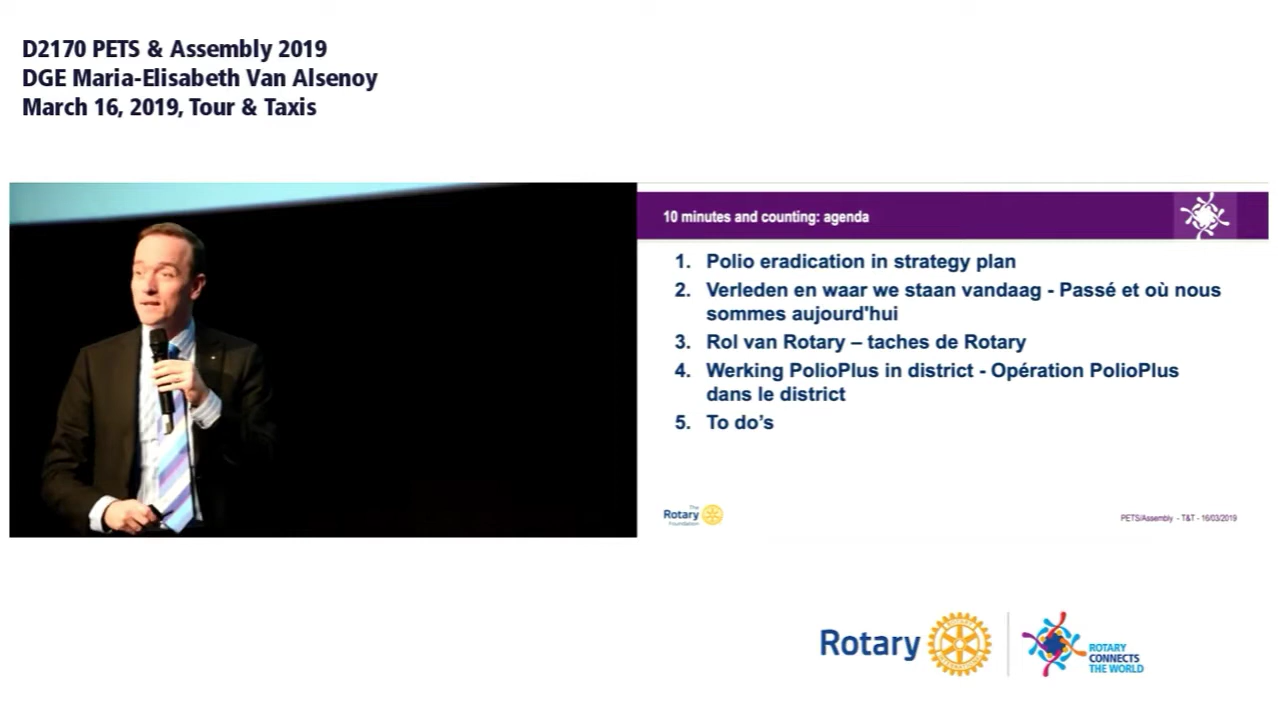 D2170 PETS & Assembly 2019
DGE Maria-Elisabeth Van Alsenoy
March 16, 2019, Tour & Taxis
10 minutes and counting: agenda
1. Polio eradication in strategy plan
2. Verleden en waar we staan vandaag - Passé et où nous
sommes aujourd'hui
3. Rol van Rotary – taches de Rotary
4. Werking PolioPlus in district - Opération PolioPlus
dans le district
5. To do’s
The
Rotary
Foundation
PETS/Assembly - T&T - 16/03/2019
Rotary
ROTARY
CONNECTS
THE WORLD